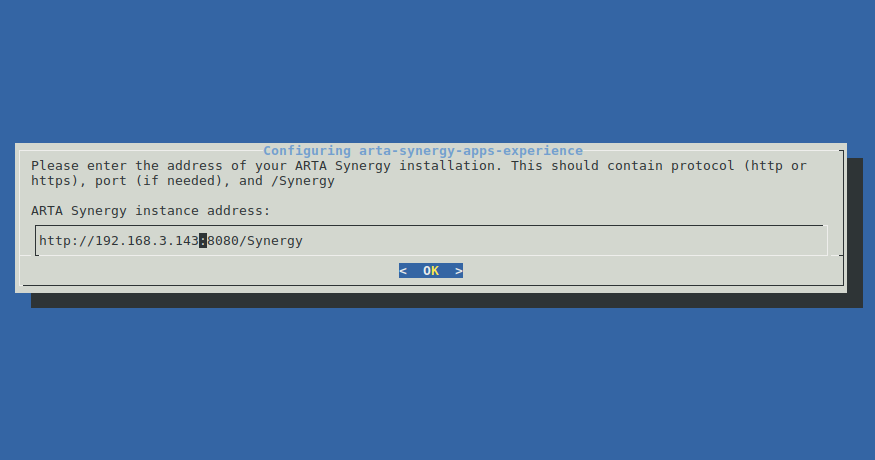 Configuring arta-synergy-apps-experience
Please enter the address of your ARTA Synergy installation. This should contain protocol (http or
https), port (if needed), and /Synergy
ARTA Synergy instance address:
http://192.168.3.143:8080/Synergy
<  OK  >